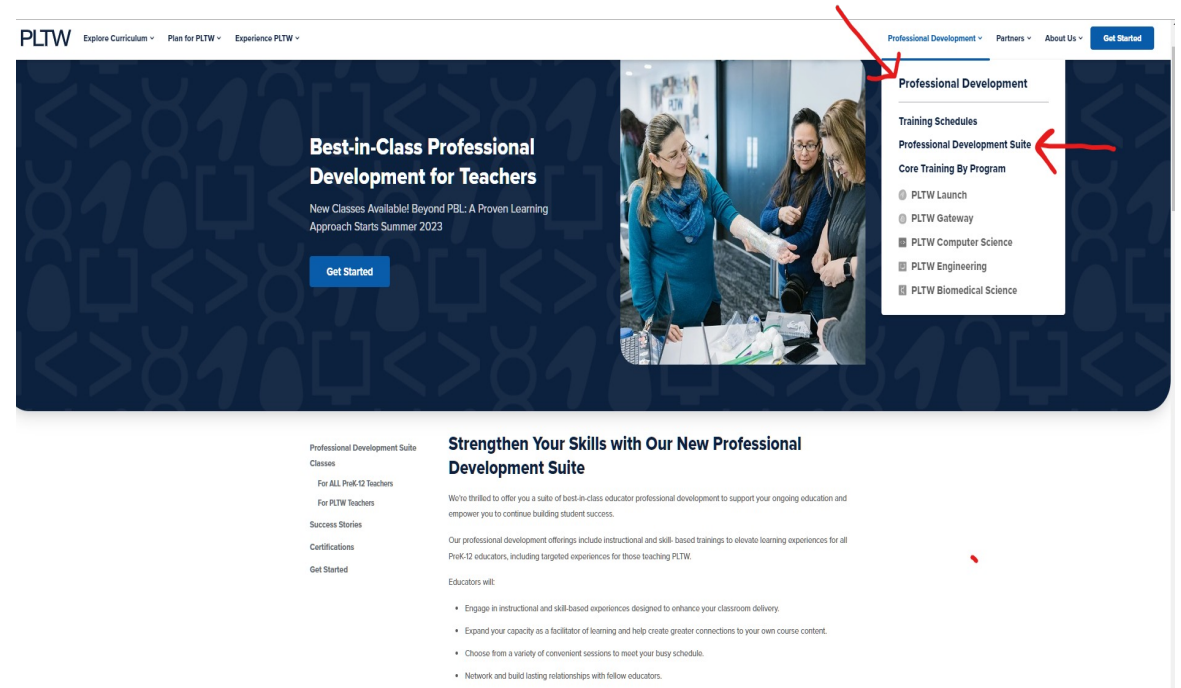 PLTW Explore Curriculum Plan for PLTW Experience PLTW Professional Development Partners About Us Get Started
Professional Development
Training Schedules
Professional Development Suite
Core Training By Program
PLTW Launch
PLTW Gateway
PLTW Computer Science
PLTW Engineering
PLTW Biomedical Science
Best-in-Class Professional
Development for Teachers
New Classes Available! Beyond PBL: A Proven Learning
Approach Starts Summer 2023
Get Started
Professional Development Suite
Classes
For ALL PreK-12 Teachers
For PLTW Teachers
Success Stories
Certifications
Get Started
Strengthen Your Skills with Our New Professional
Development Suite
We're thrilled to offer you a suite of best-in-class educator professional development to support your ongoing education and
empower you to continue building student success.
Our professional development offerings include instructional and skill- based trainings to elevate learning experiences for all
PreK-12 educators, including targeted experiences for those teaching PLTW.
Educators will:
• Engage in instructional and skill-based experiences designed to enhance your classroom delivery.
• Expand your capacity as a facilitator of learning and help create greater connections to your own course content.
• Choose from a variety of convenient sessions to meet your busy schedule.
• Network and build lasting relationships with fellow educators.